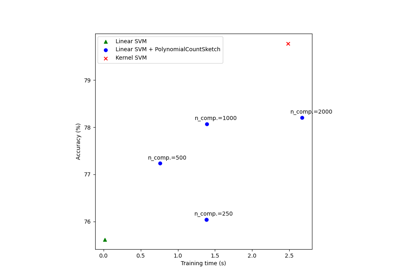 Linear SVM
Linear SVM + PolynomialCountSketch
Kernel SVM
79
78
77
76
Accuracy (%)
n_comp.=2000
n_comp.=1000
n_comp.=500
n_comp.=250
0.0 0.5 1.0 1.5 2.0 2.5
Training time (s)